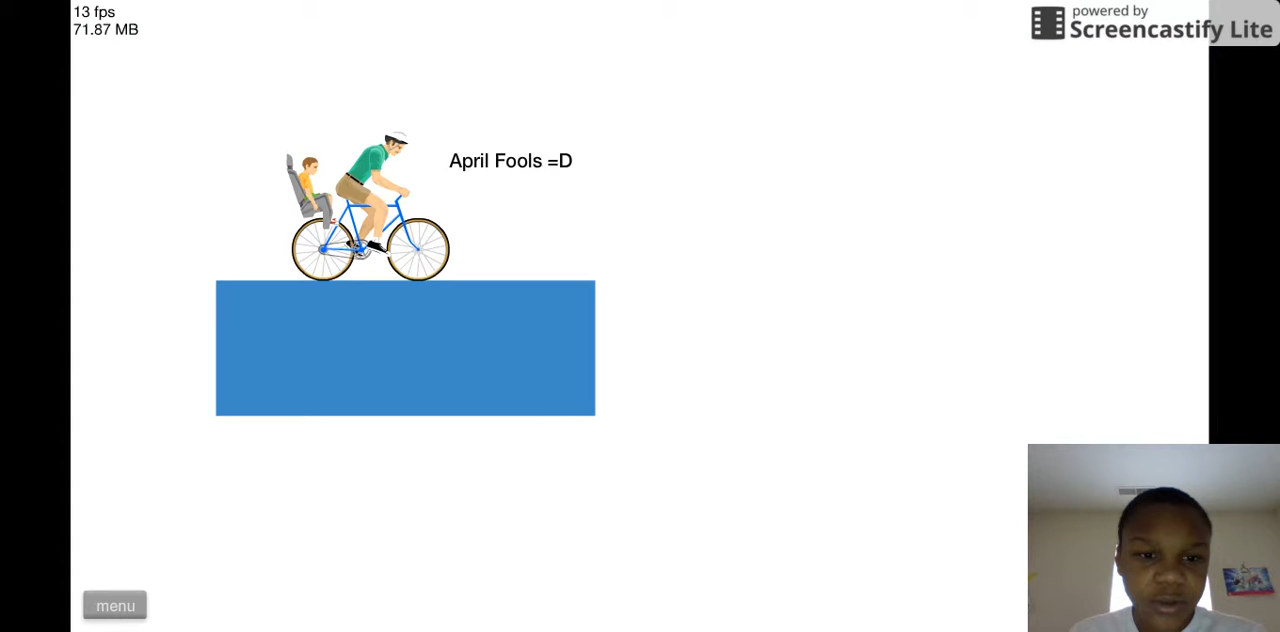 13 fps
71.87 MB
powered by
Screencastify Lite
April Fools =D
menu